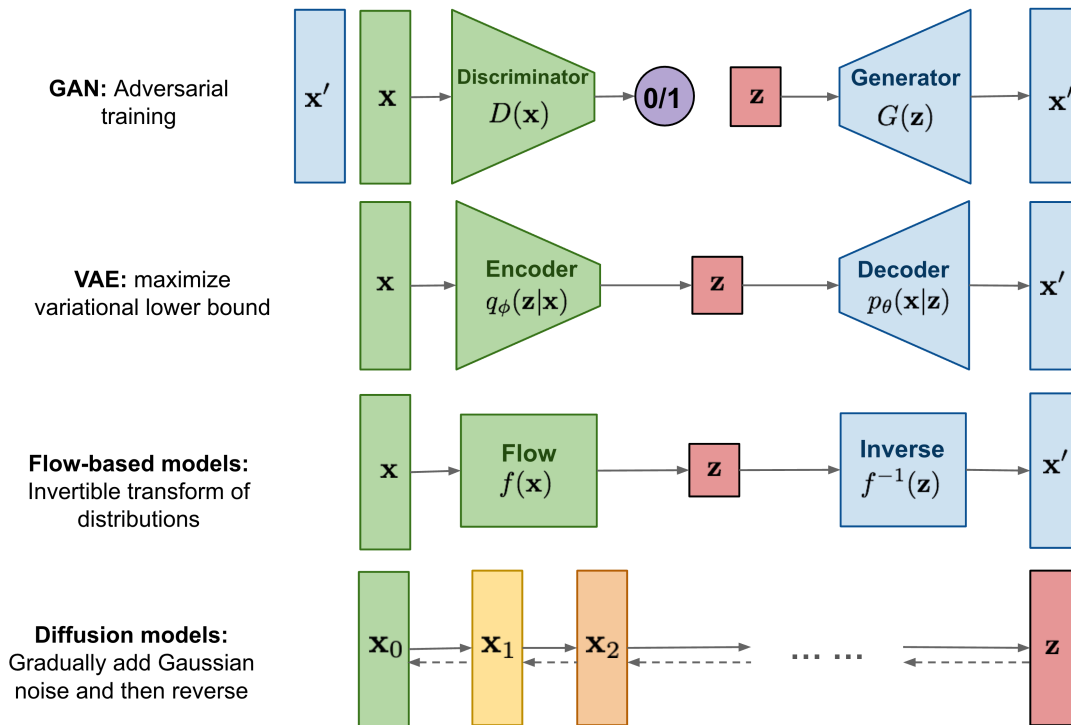 GAN: Adversarial
training
x′
x
Discriminator
D(x)
0/1
z
Generator
G(z)
x′
VAE: maximize
variational lower bound
x
Encoder
qϕ(z|x)
z
Decoder
pθ(x|z)
x′
Flow-based models:
Invertible transform of
distributions
x
Flow
f(x)
z
Inverse
f⁻¹(z)
x′
Diffusion models:
Gradually add Gaussian
noise and then reverse
x₀
x₁
x₂
... ...
z